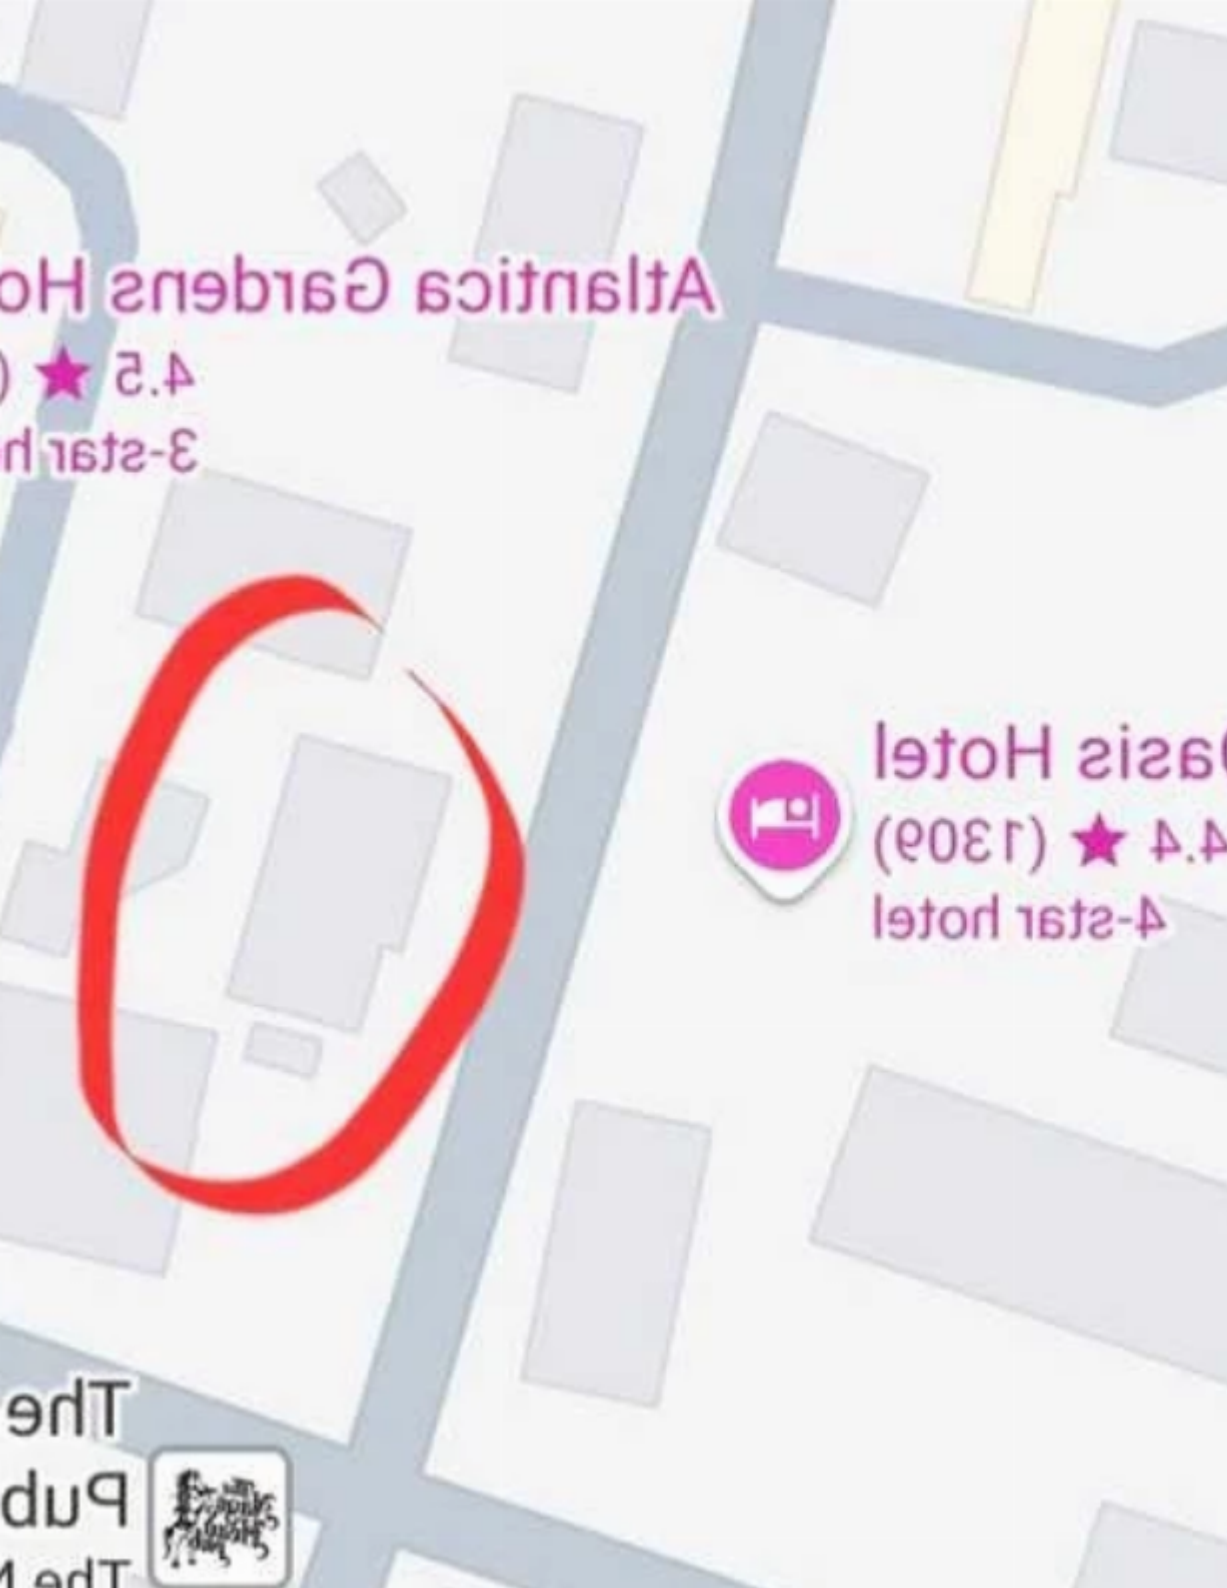 Atlantica Gardens Ho
4.5 ★ (
3-star h
Oasis Hotel
4.4 ★ (1309)
4-star hotel
The
Pub
The